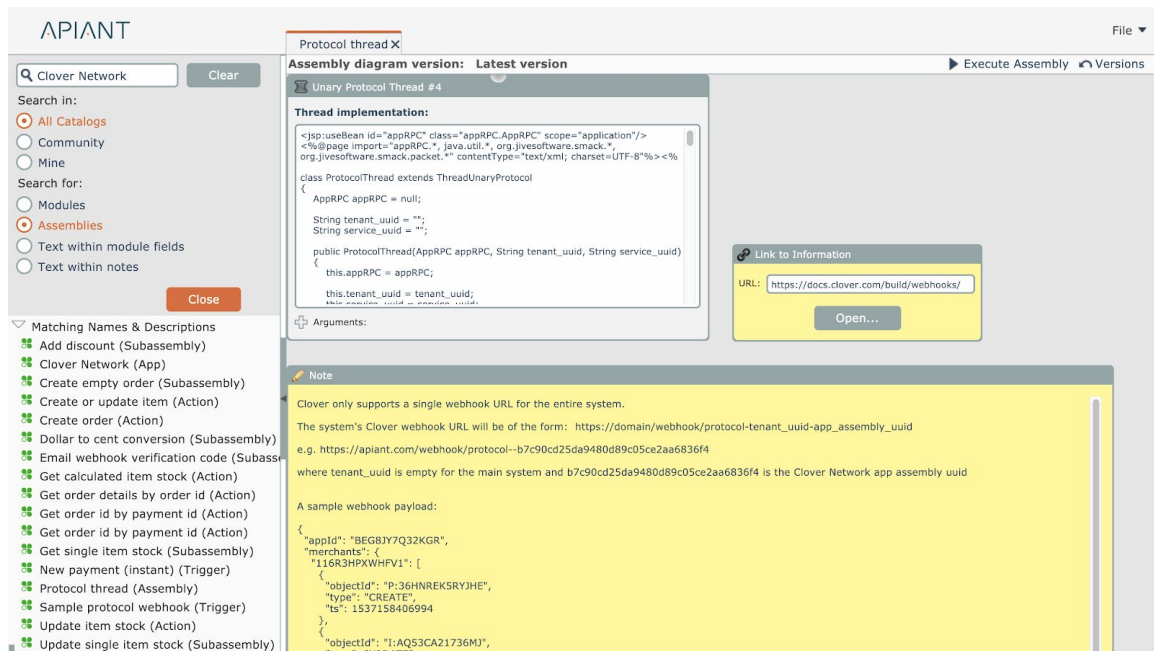 APIANT
File
Protocol thread X
Clover Network
Clear
Search in:
All Catalogs
Community
Mine
Search for:
Modules
Assemblies
Text within module fields
Text within notes
Close
Matching Names & Descriptions
Add discount (Subassembly)
Clover Network (App)
Create empty order (Subassembly)
Create or update item (Action)
Create order (Action)
Dollar to cent conversion (Subassembly)
Email webhook verification code (Subass
Get calculated item stock (Action)
Get order details by order id (Action)
Get order id by payment id (Action)
Get order id by payment id (Action)
Get single item stock (Subassembly)
New payment (instant) (Trigger)
Protocol thread (Assembly)
Sample protocol webhook (Trigger)
Update item stock (Action)
Update single item stock (Subassembly)
Assembly diagram version: Latest version
Execute Assembly
Versions
Unary Protocol Thread #4
Thread implementation:
<jsp:useBean id="appRPC" class="appRPC.AppRPC" scope="application"/>
<%@page import="appRPC.*, java.util.*, org.jivesoftware.smack.*,
org.jivesoftware.smack.packet.*" contentType="text/xml; charset=UTF-8"%><%
class ProtocolThread extends ThreadUnaryProtocol
{
AppRPC appRPC = null;
String tenant_uuid = "";
String service_uuid = "";
public ProtocolThread(AppRPC appRPC, String tenant_uuid, String service_uuid)
{
this.appRPC = appRPC;
this.tenant_uuid = tenant_uuid;
this.service_uuid = service_uuid;
Arguments:
Link to Information
URL: https://docs.clover.com/build/webhooks/
Open...
Note
Clover only supports a single webhook URL for the entire system.
The system's Clover webhook URL will be of the form: https://domain/webhook/protocol-tenant_uuid-app_assembly_uuid
e.g. https://apiant.com/webhook/protocol--b7c90cd25da9480d89c05ce2aa6836f4
where tenant_uuid is empty for the main system and b7c90cd25da9480d89c05ce2aa6836f4 is the Clover Network app assembly uuid
A sample webhook payload:
{
"appId": "BEG8JY7Q32KGR",
"merchants": {
"116R3HPXWHFV1": [
{
"objectId": "P:36HNREK5RYJHE",
"type": "CREATE",
"ts": 1537158406994
},
{
"objectId": "I:AQ53CA21736MJ",